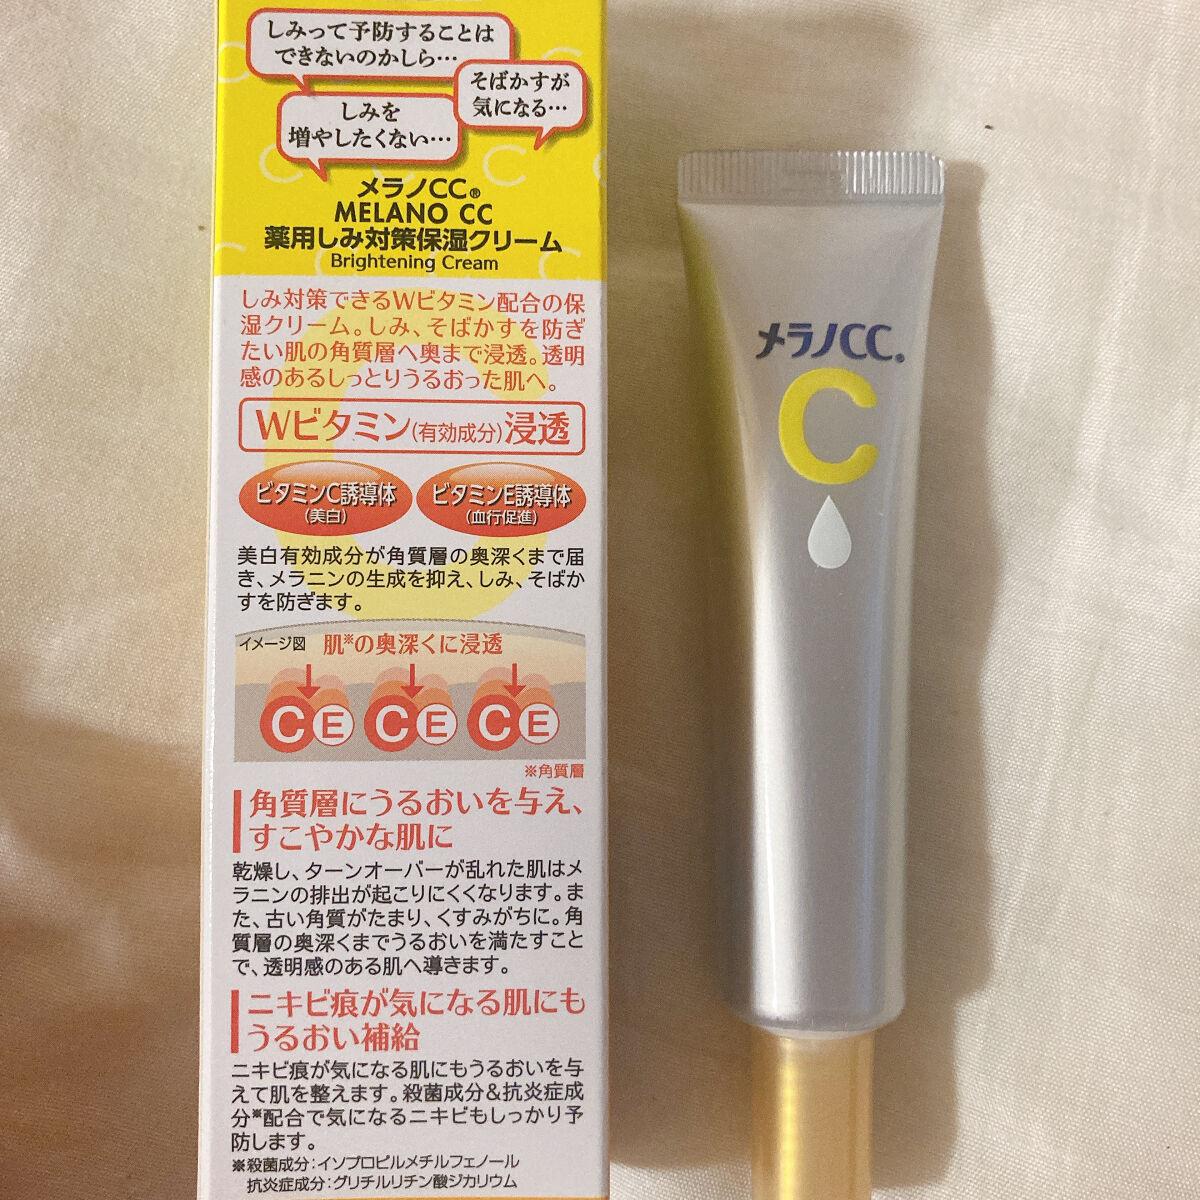 しみって予防することは
できないのかしら…
そばかすが
気になる…
しみを
増やしたくない…
メラノCC®
MELANO CC
薬用しみ対策保湿クリーム
Brightening Cream
しみ対策できるWビタミン配合の保
湿クリーム。しみ、そばかすを防ぎ
たい肌の角質層へ奥まで浸透。透明
感のあるしっとりうるおった肌へ。
Wビタミン(有効成分)浸透
ビタミンC誘導体
(美白)
ビタミンE誘導体
(血行促進)
美白有効成分が角質層の奥深くまで届
き、メラニンの生成を抑え、しみ、そばか
すを防ぎます。
イメージ図 肌※の奥深くに浸透
C E C E C E
※角質層
角質層にうるおいを与え、
すこやかな肌に
乾燥し、ターンオーバーが乱れた肌はメ
ラニンの排出が起こりにくくなります。ま
た、古い角質がたまり、くすみがちに。角
質層の奥深くまでうるおいを満たすこと
で、透明感のある肌へ導きます。
ニキビ痕が気になる肌にも
うるおい補給
ニキビ痕が気になる肌にもうるおいを与
えて肌を整えます。殺菌成分&抗炎症成
分※配合で気になるニキビもしっかり予
防します。
※殺菌成分:イソプロピルメチルフェノール
抗炎症成分:グリチルリチン酸ジカリウム
メラノCC®
C